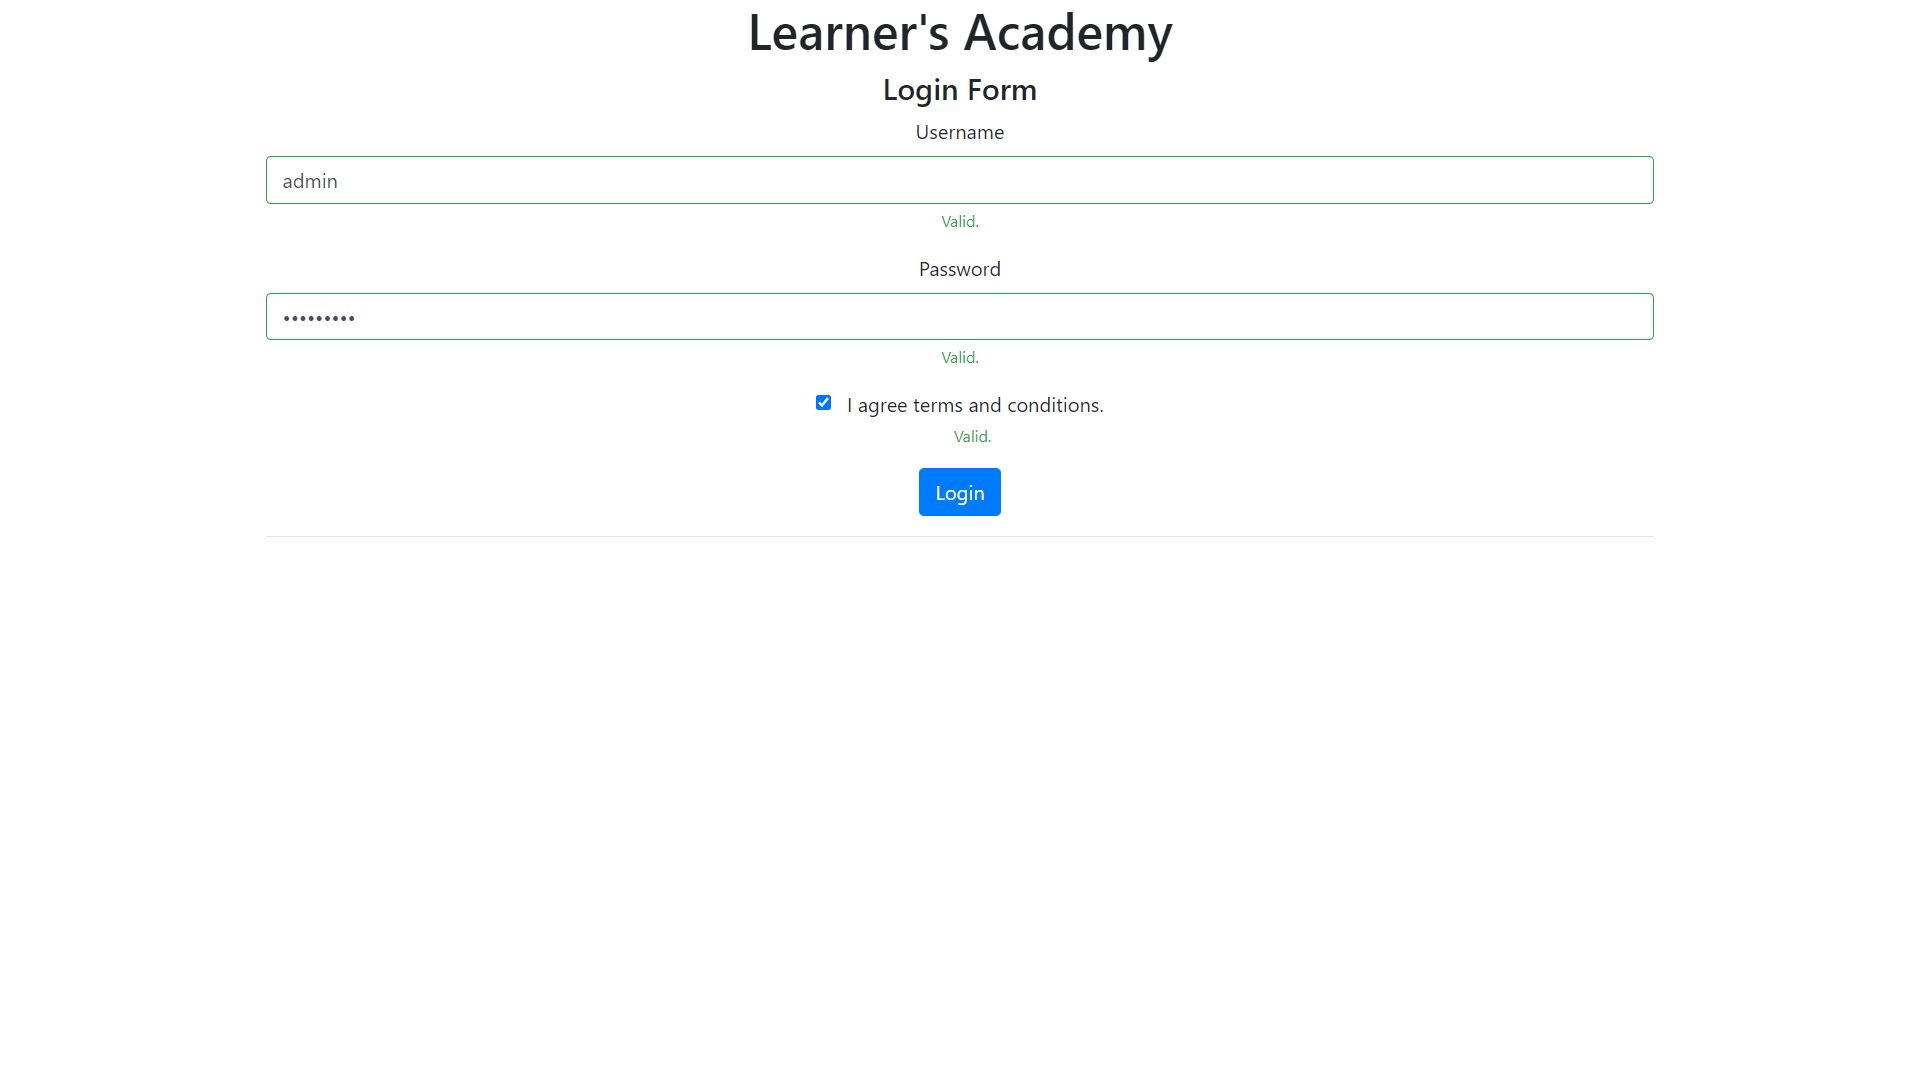 Learner's Academy
Login Form
Username
admin
Valid.
Password
•••••••••
Valid.
I agree terms and conditions.
Valid.
Login